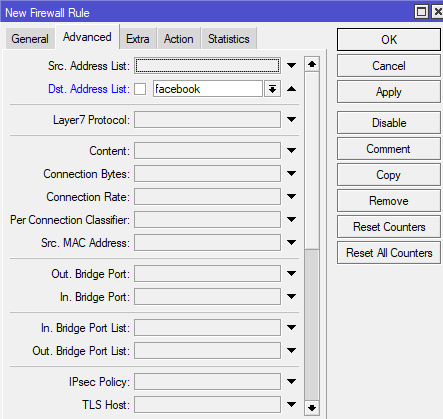 New Firewall Rule
General Advanced Extra Action Statistics
Src. Address List:
Dst. Address List: facebook
Layer7 Protocol:
Content:
Connection Bytes:
Connection Rate:
Per Connection Classifier:
Src. MAC Address:
Out. Bridge Port:
In. Bridge Port:
In. Bridge Port List:
Out. Bridge Port List:
IPsec Policy:
TLS Host:
OK
Cancel
Apply
Disable
Comment
Copy
Remove
Reset Counters
Reset All Counters